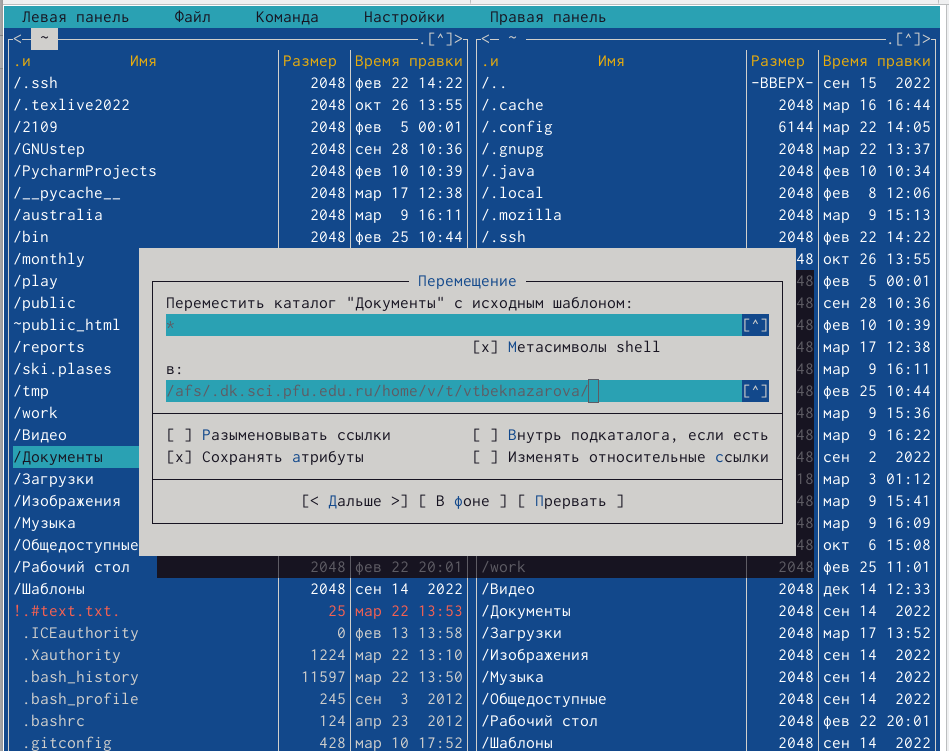 Левая панель Файл Команда Настройки Правая панель
<- ~ .[^]> <- ~ .[^]>
.и Имя Размер Время правки .и Имя Размер Время правки
/.ssh 2048 фев 22 14:22 /.. -ВВЕРХ- сен 15 2022
/.texlive2022 2048 окт 26 13:55 /.cache 2048 мар 16 16:44
/2109 2048 фев 5 00:01 /.config 6144 мар 22 14:05
/GNUstep 2048 сен 28 10:36 /.gnupg 2048 мар 22 13:37
/PycharmProjects 2048 фев 10 10:39 /.java 2048 фев 10 10:34
/__pycache__ 2048 мар 17 12:38 /.local 2048 фев 8 12:06
/australia 2048 мар 9 16:11 /.mozilla 2048 мар 9 15:13
/bin 2048 фев 25 10:44 /.ssh 2048 фев 22 14:22
/monthly 48 окт 26 13:55
/play Перемещение 48 фев 5 00:01
/public Переместить каталог "Документы" с исходным шаблоном: 48 сен 28 10:36
~public_html * [^] 48 фев 10 10:39
/reports [x] Метасимволы shell 48 мар 17 12:38
/ski.plases в: 48 мар 9 16:11
/tmp /afs/.dk.sci.pfu.edu.ru/home/v/t/vtbeknazarova/ [^] 48 фев 25 10:44
/work 48 мар 9 15:36
/Видео [ ] Разыменовывать ссылки [ ] Внутрь подкаталога, если есть 48 мар 9 16:22
/Документы [x] Сохранять атрибуты [ ] Изменять относительные ссылки 48 сен 2 2022
/Загрузки 18 мар 3 01:12
/Изображения [< Дальше >] [ В фоне ] [ Прервать ] 48 мар 9 15:41
/Музыка 48 мар 9 16:09
/Общедоступные 48 окт 6 15:08
/Рабочий стол 2048 фев 22 20:01 /work 2048 фев 25 11:01
/Шаблоны 2048 сен 14 2022 /Видео 2048 дек 14 12:33
!.#text.txt. 25 мар 22 13:53 /Документы 2048 сен 14 2022
.ICEauthority 0 фев 13 13:58 /Загрузки 2048 мар 17 13:52
.Xauthority 1224 мар 22 13:10 /Изображения 2048 сен 14 2022
.bash_history 11597 мар 22 13:50 /Музыка 2048 сен 14 2022
.bash_profile 245 сен 3 2012 /Общедоступные 2048 сен 14 2022
.bashrc 124 апр 23 2012 /Рабочий стол 2048 фев 22 20:01
.gitconfig 428 мар 10 17:52 /Шаблоны 2048 сен 14 2022